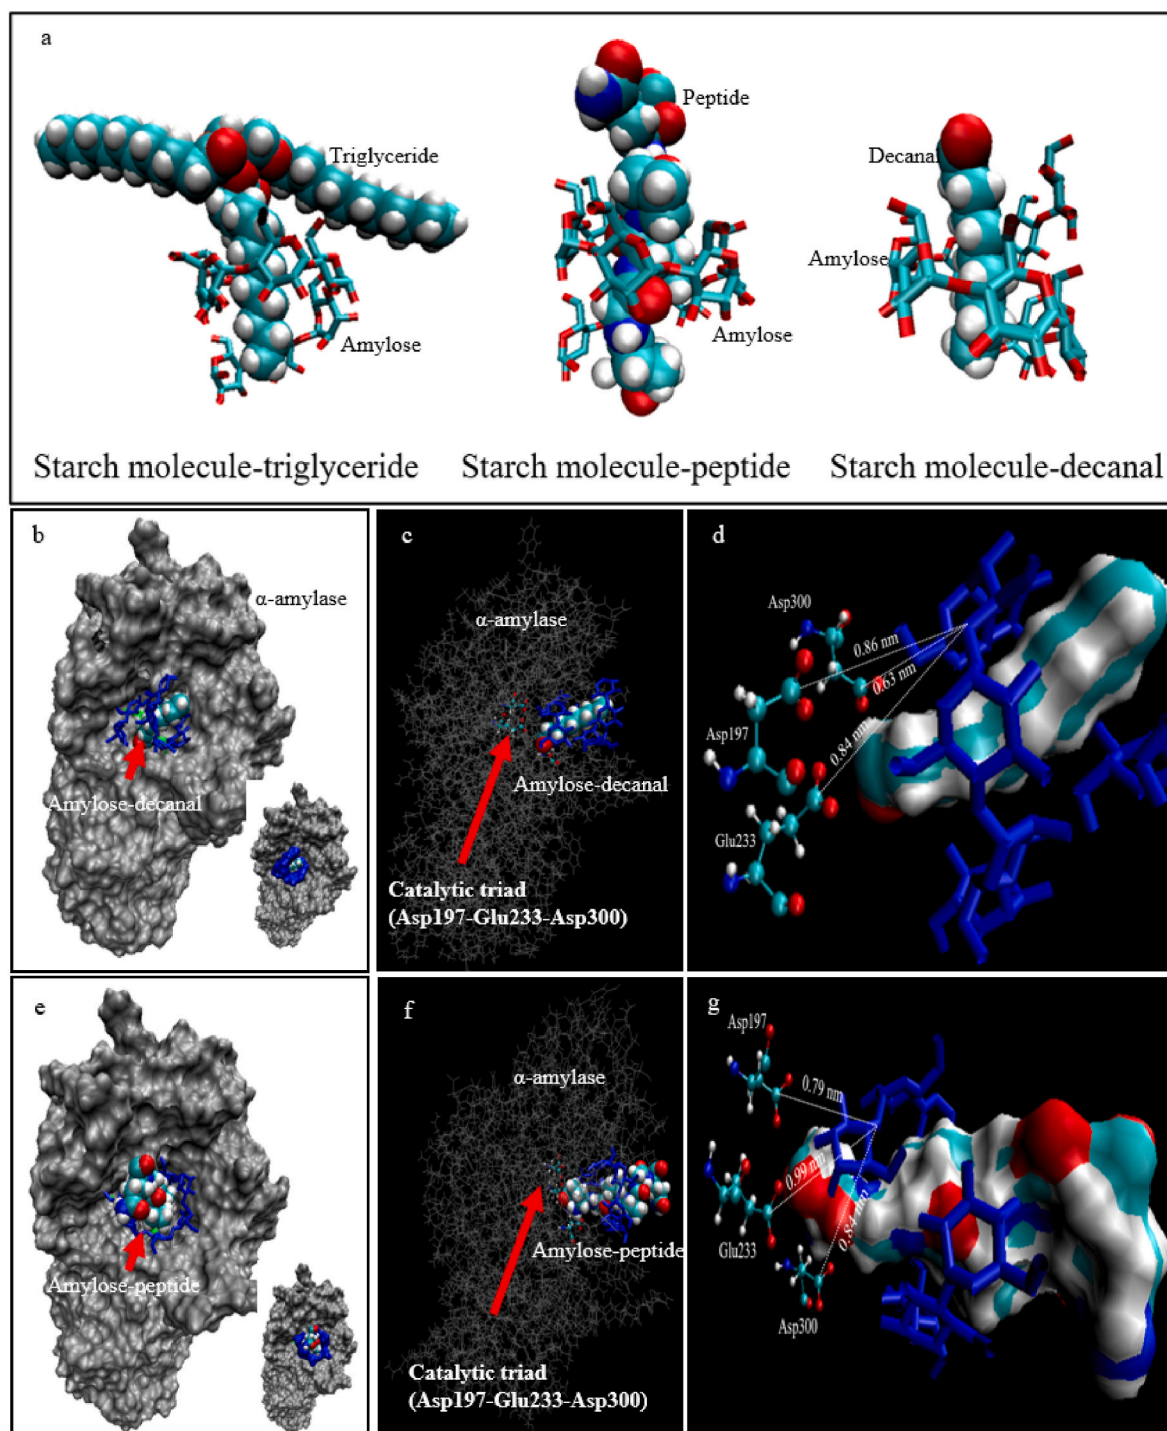 a
Triglyceride
Amylose
Peptide
Amylose
Decanal
Amylose
Starch molecule-triglyceride
Starch molecule-peptide
Starch molecule-decanal
b
α-amylase
Amylose-decanal
c
α-amylase
Amylose-decanal
Catalytic triad
(Asp197-Glu233-Asp300)
d
Asp300
0.86 nm
0.63 nm
Asp197
0.84 nm
Glu233
e
Amylose-peptide
f
α-amylase
Amylose-peptide
Catalytic triad
(Asp197-Glu233-Asp300)
g
Asp197
0.79 nm
0.99 nm
0.84 nm
Glu233
Asp300